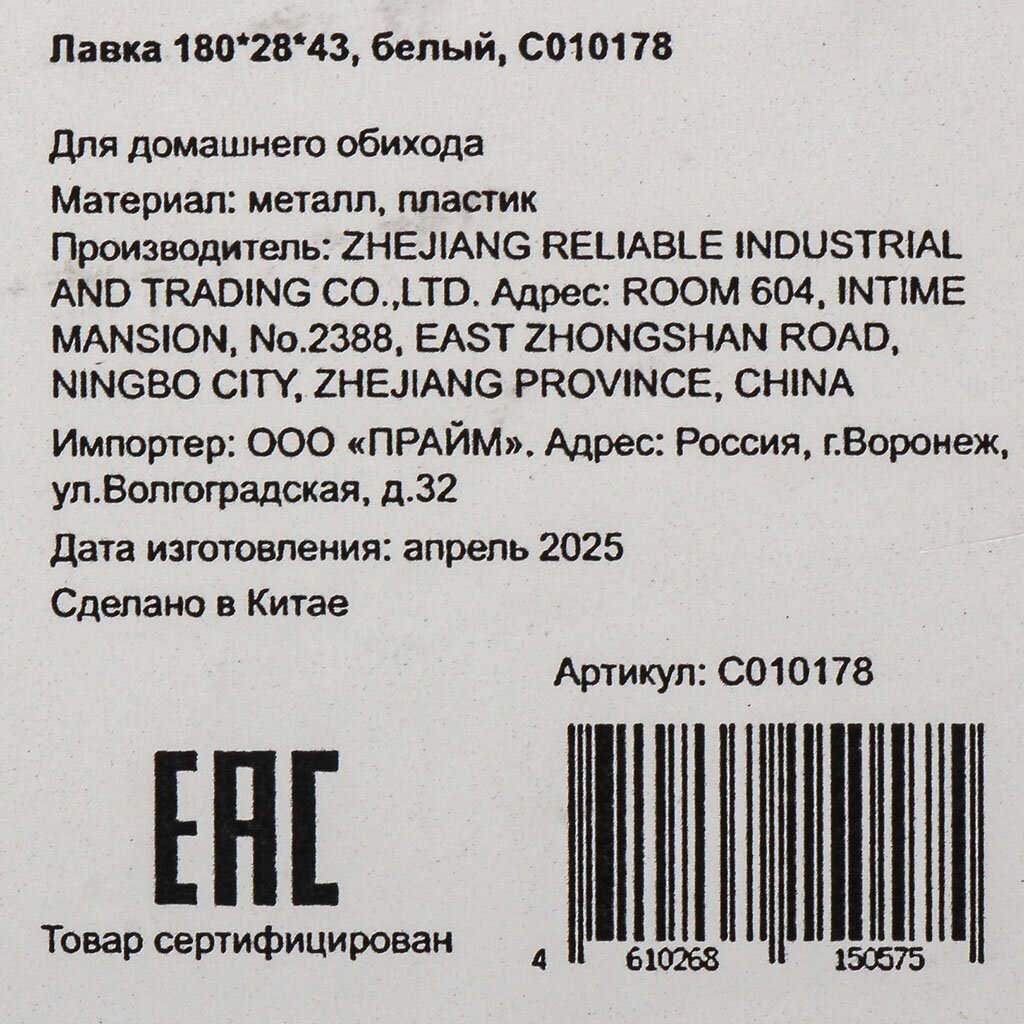 Лавка 180*28*43, белый, C010178
Для домашнего обихода
Материал: металл, пластик
Производитель: ZHEJIANG RELIABLE INDUSTRIAL
AND TRADING CO.,LTD. Адрес: ROOM 604, INTIME
MANSION, No.2388, EAST ZHONGSHAN ROAD,
NINGBO CITY, ZHEJIANG PROVINCE, CHINA
Импортер: ООО «ПРАЙМ». Адрес: Россия, г.Воронеж,
ул.Волгоградская, д.32
Дата изготовления: апрель 2025
Сделано в Китае
Артикул: C010178
EAC
Товар сертифицирован
4 610268 150575